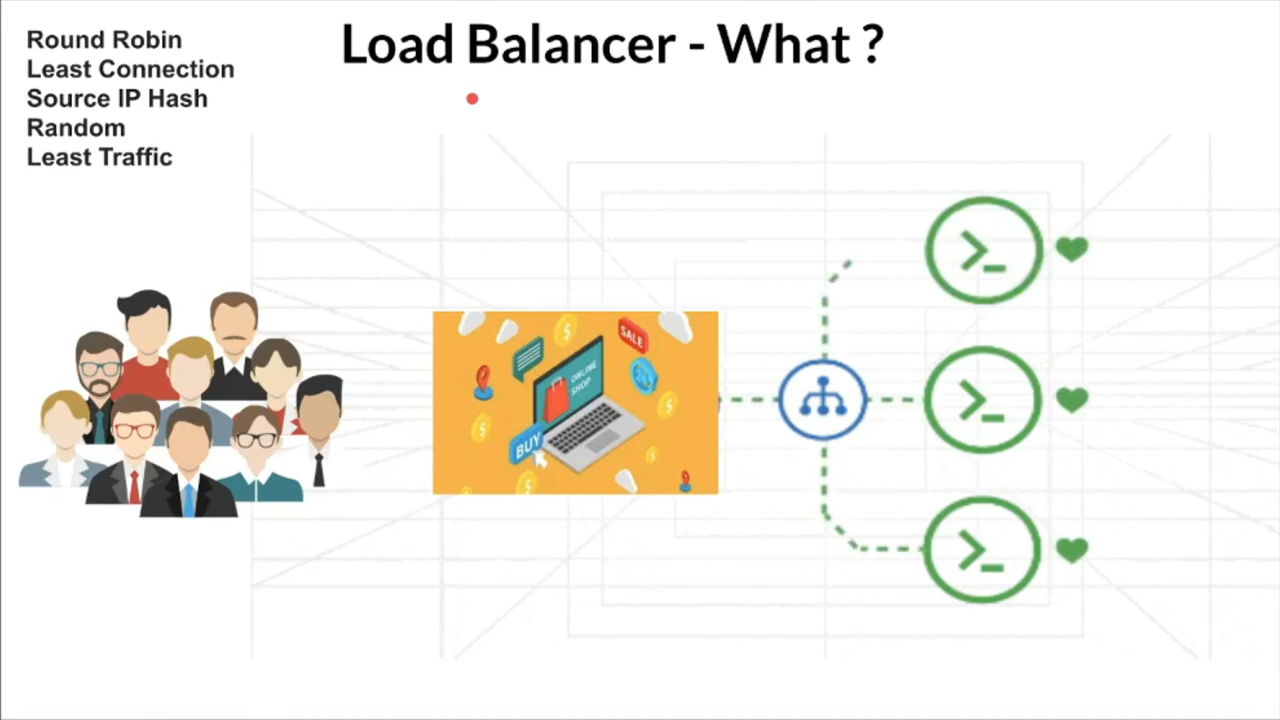 Load Balancer - What ?
Round Robin
Least Connection
Source IP Hash
Random
Least Traffic
SALE
ONLINE
SHOP
BUY